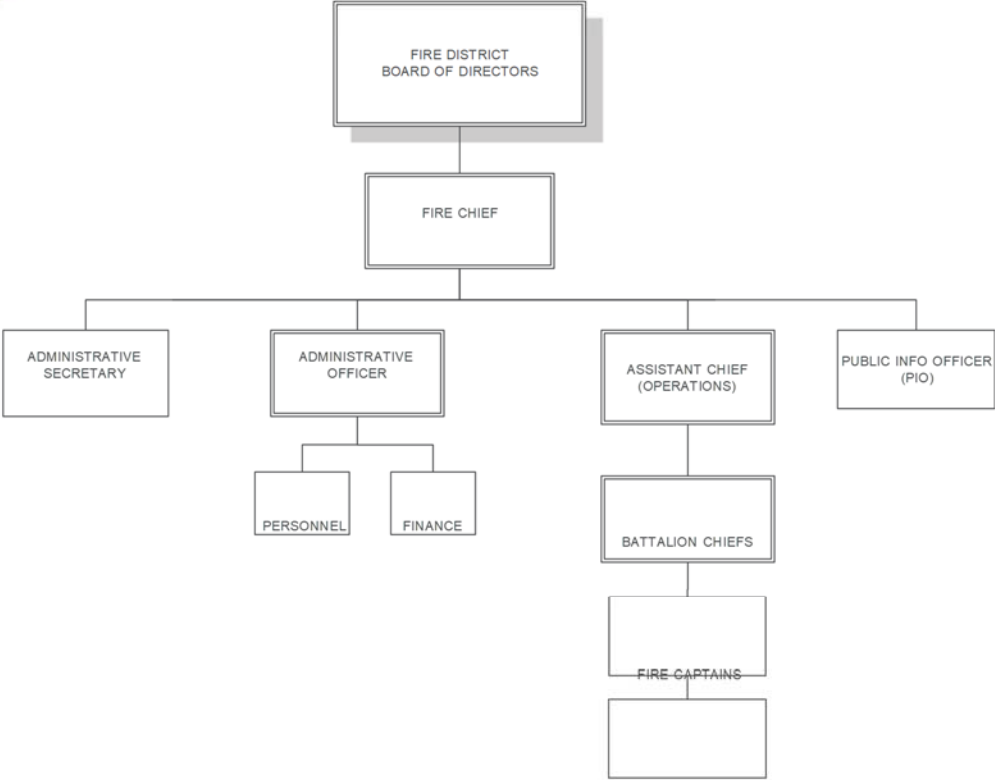 FIRE DISTRICT
BOARD OF DIRECTORS
FIRE CHIEF
ADMINISTRATIVE
SECRETARY
ADMINISTRATIVE
OFFICER
ASSISTANT CHIEF
(OPERATIONS)
PUBLIC INFO OFFICER
(PIO)
PERSONNEL
FINANCE
BATTALION CHIEFS
FIRE CAPTAINS